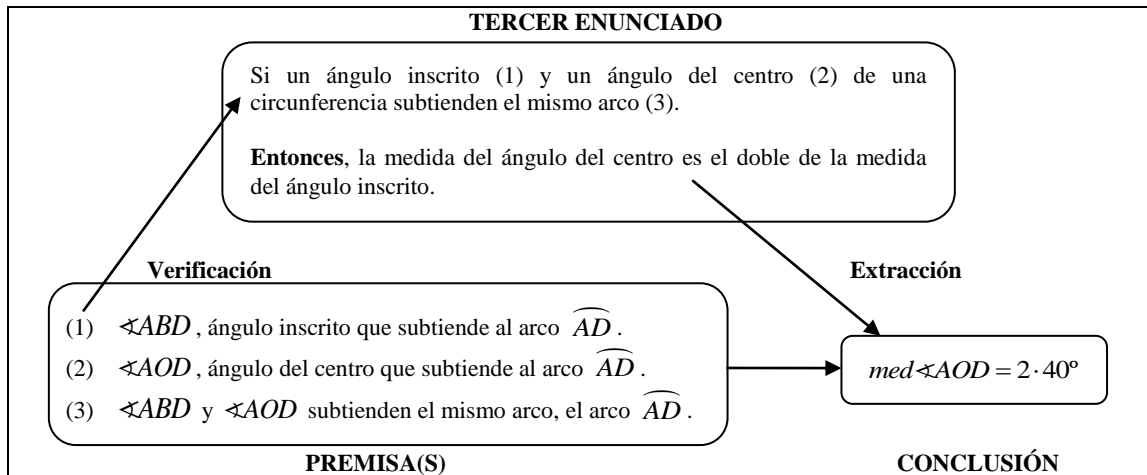 TERCER ENUNCIADO
Si un ángulo inscrito (1) y un ángulo del centro (2) de una
circunferencia subtienden el mismo arco (3).
Entonces, la medida del ángulo del centro es el doble de la medida
del ángulo inscrito.
Verificación
Extracción
(1) ∢ABD, ángulo inscrito que subtiende al arco \widehat{AD}.
(2) ∢AOD, ángulo del centro que subtiende al arco \widehat{AD}.
(3) ∢ABD y ∢AOD subtienden el mismo arco, el arco \widehat{AD}.
med∢AOD = 2·40º
PREMISA(S)
CONCLUSIÓN